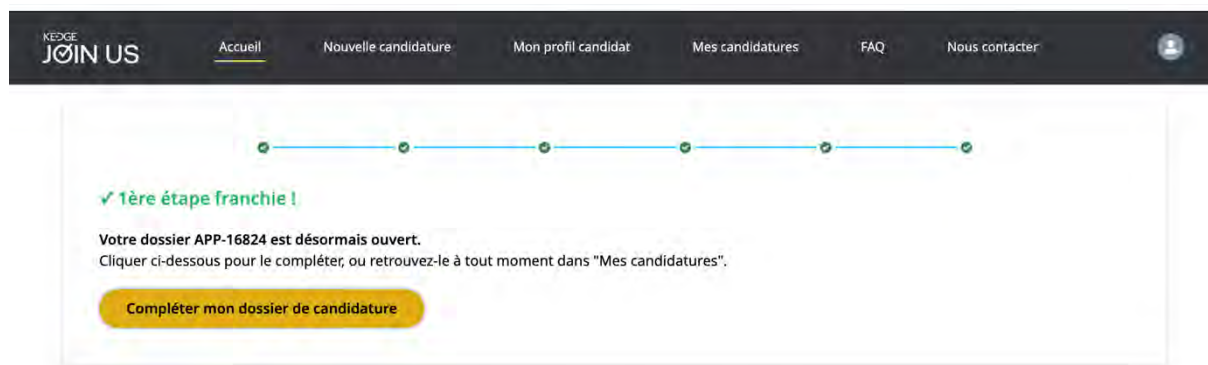 KEDGE
JOIN US
Accueil
Nouvelle candidature
Mon profil candidat
Mes candidatures
FAQ
Nous contacter
✓ 1ère étape franchie !
Votre dossier APP-16824 est désormais ouvert.
Cliquer ci-dessous pour le compléter, ou retrouvez-le à tout moment dans "Mes candidatures".
Compléter mon dossier de candidature